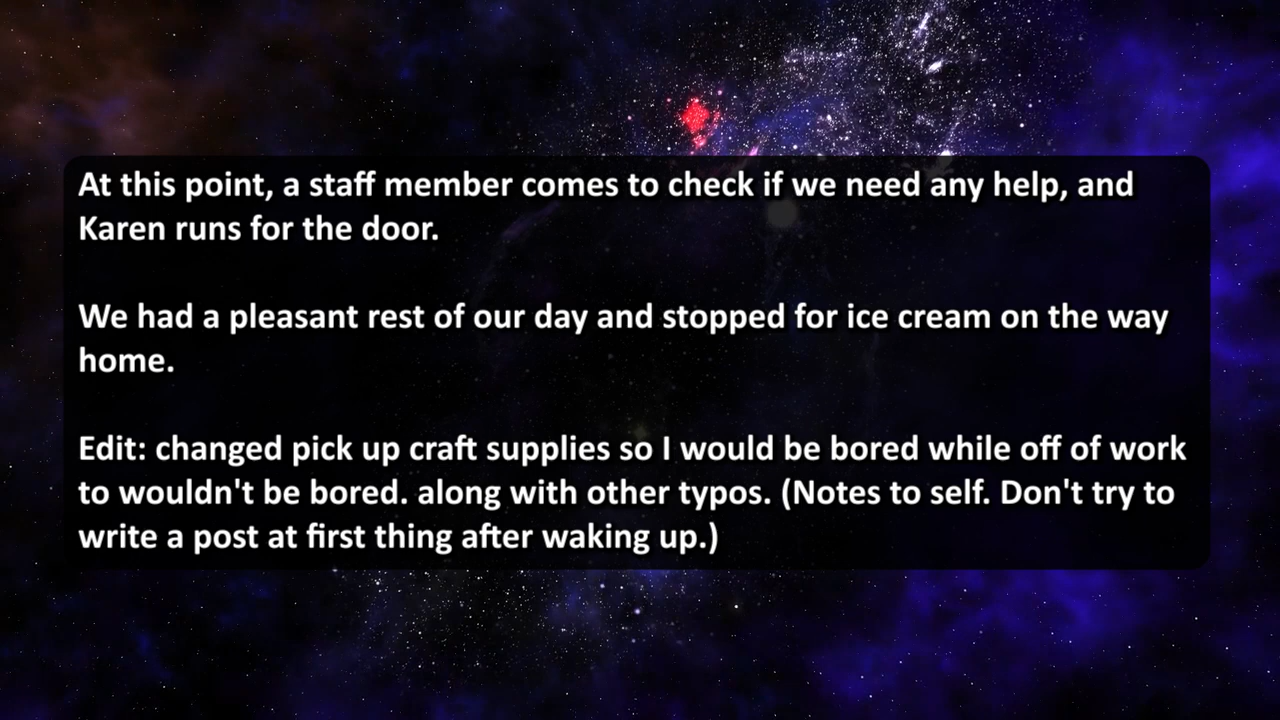 At this point, a staff member comes to check if we need any help, and
Karen runs for the door.
We had a pleasant rest of our day and stopped for ice cream on the way
home.
Edit: changed pick up craft supplies so I would be bored while off of work
to wouldn't be bored. along with other typos. (Notes to self. Don't try to
write a post at first thing after waking up.)